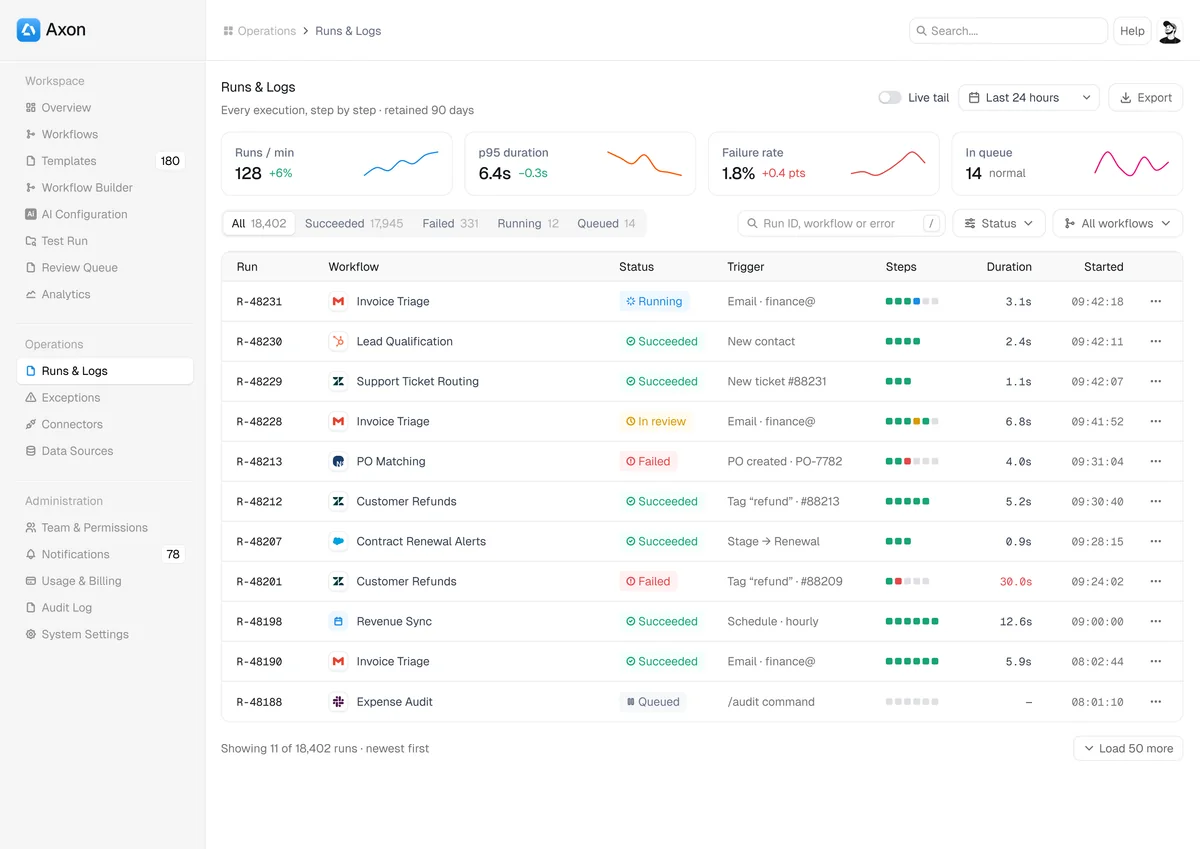 Axon
Operations > Runs & Logs
Search....
Help
Workspace
Overview
Workflows
Templates 180
Workflow Builder
AI AI Configuration
Test Run
Review Queue
Analytics
Operations
Runs & Logs
Exceptions
Connectors
Data Sources
Administration
Team & Permissions
Notifications 78
Usage & Billing
Audit Log
System Settings
Runs & Logs
Every execution, step by step · retained 90 days
Live tail
Last 24 hours
Export
Runs / min
128 +6%
p95 duration
6.4s −0.3s
Failure rate
1.8% +0.4 pts
In queue
14 normal
All 18,402 Succeeded 17,945 Failed 331 Running 12 Queued 14
Run ID, workflow or error /
Status
All workflows
Run Workflow Status Trigger Steps Duration Started
R-48231 Invoice Triage Running Email · finance@ 3.1s 09:42:18 ···
R-48230 Lead Qualification Succeeded New contact 2.4s 09:42:11 ···
R-48229 Support Ticket Routing Succeeded New ticket #88231 1.1s 09:42:07 ···
R-48228 Invoice Triage In review Email · finance@ 6.8s 09:41:52 ···
R-48213 PO Matching Failed PO created · PO-7782 4.0s 09:31:04 ···
R-48212 Customer Refunds Succeeded Tag “refund” · #88213 5.2s 09:30:40 ···
R-48207 Contract Renewal Alerts Succeeded Stage → Renewal 0.9s 09:28:15 ···
R-48201 Customer Refunds Failed Tag “refund” · #88209 30.0s 09:24:02 ···
R-48198 Revenue Sync Succeeded Schedule · hourly 12.6s 09:00:00 ···
R-48190 Invoice Triage Succeeded Email · finance@ 5.9s 08:02:44 ···
R-48188 Expense Audit Queued /audit command – 08:01:10 ···
Showing 11 of 18,402 runs · newest first
Load 50 more